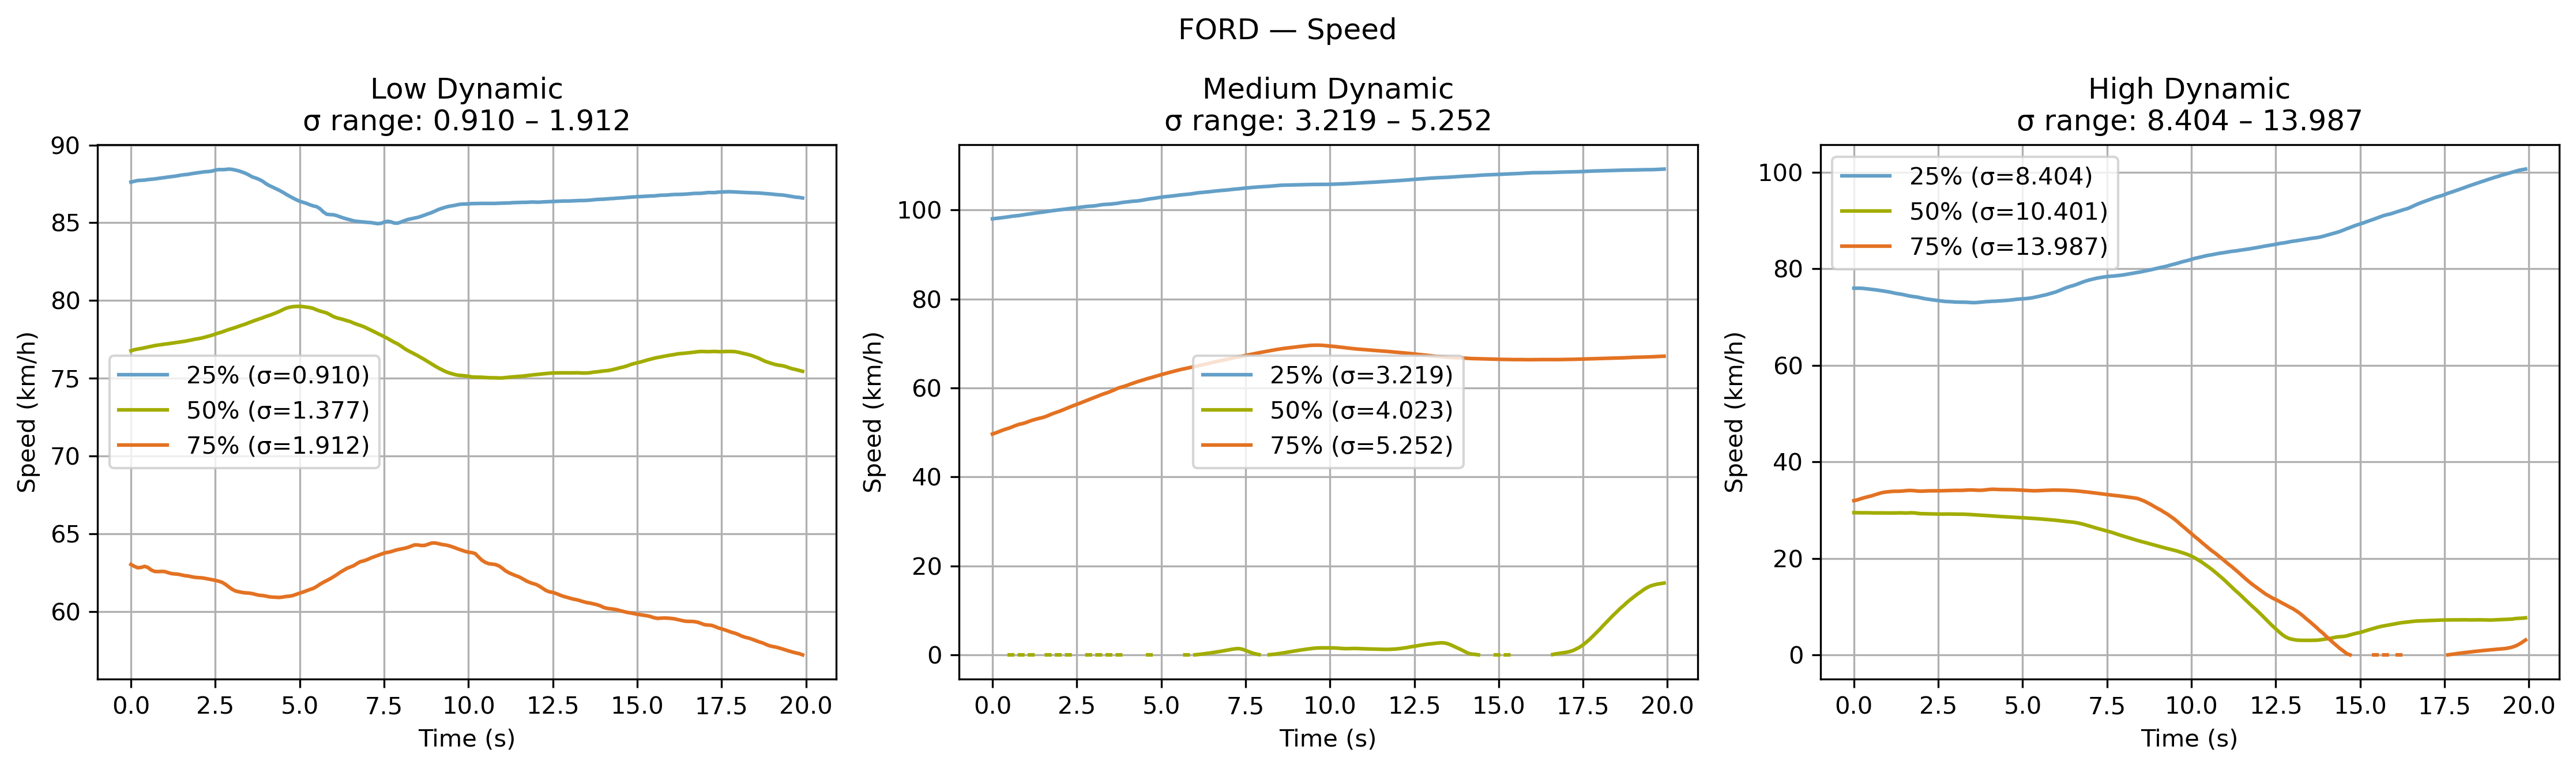 FORD — Speed
Low Dynamic
σ range: 0.910 – 1.912
90
85
80
75
70
65
60
Speed (km/h)
25% (σ=0.910)
50% (σ=1.377)
75% (σ=1.912)
0.0 2.5 5.0 7.5 10.0 12.5 15.0 17.5 20.0
Time (s)
Medium Dynamic
σ range: 3.219 – 5.252
100
80
60
40
20
0
Speed (km/h)
25% (σ=3.219)
50% (σ=4.023)
75% (σ=5.252)
0.0 2.5 5.0 7.5 10.0 12.5 15.0 17.5 20.0
Time (s)
High Dynamic
σ range: 8.404 – 13.987
100
80
60
40
20
0
Speed (km/h)
25% (σ=8.404)
50% (σ=10.401)
75% (σ=13.987)
0.0 2.5 5.0 7.5 10.0 12.5 15.0 17.5 20.0
Time (s)